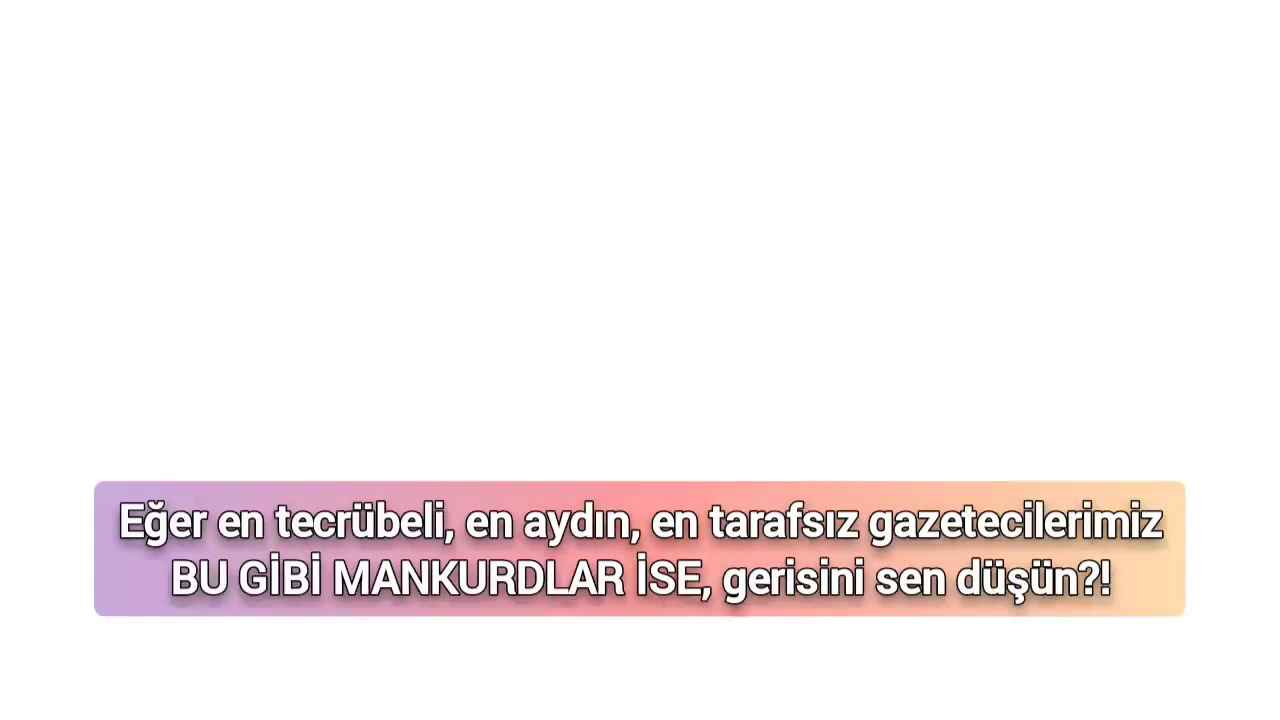 Eğer en tecrübeli, en aydın, en tarafsız gazetecilerimiz
BU GİBİ MANKURDLAR İSE, gerisini sen düşün?!